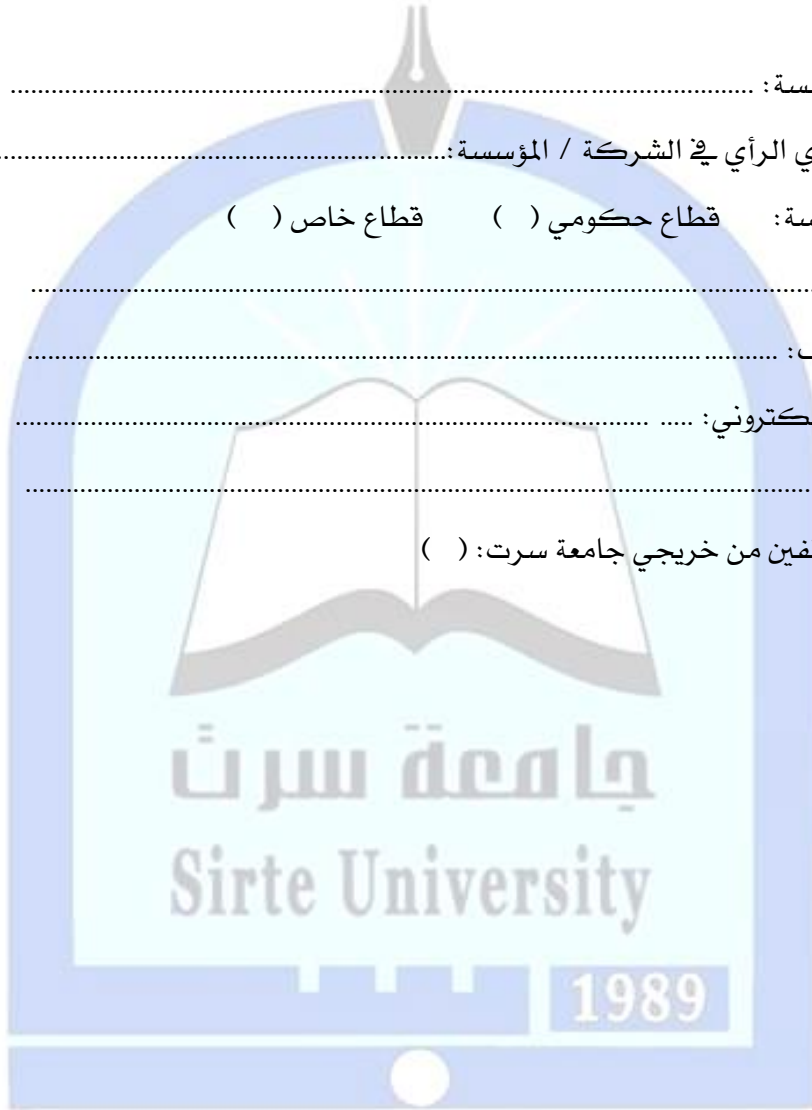 سسة: ........................................................................................
ي الرأي في الشركة / المؤسسة:.......................................................
سة: قطاع حكومي ( ) قطاع خاص ( )
................................................................................................
ف: ...........................................................................................
كتروني: ..... ..............................................................................
................................................................................................
فين من خريجي جامعة سرت: ( )
جامعة سرت
Sirte University
1989